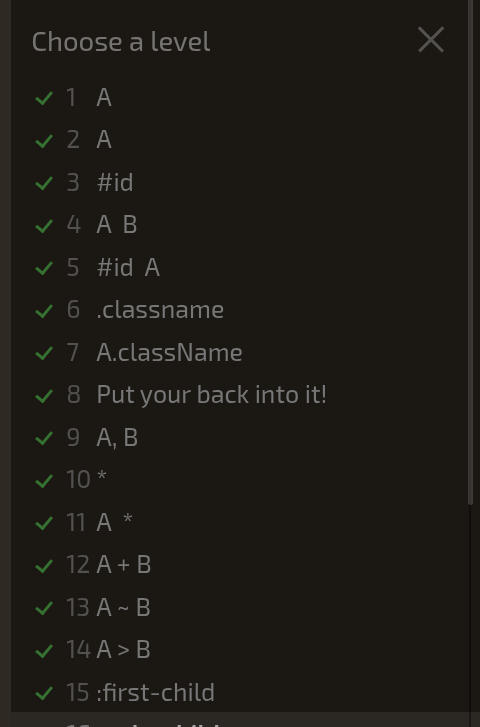 Choose a level
1 A
2 A
3 #id
4 A B
5 #id A
6 .classname
7 A.className
8 Put your back into it!
9 A, B
10 *
11 A *
12 A + B
13 A ~ B
14 A > B
15 :first-child